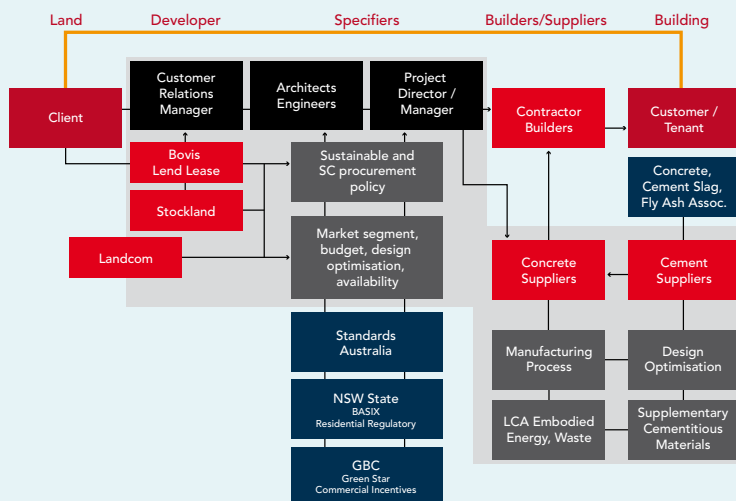 Land
Developer
Specifiers
Builders/Suppliers
Building
Client
Customer
Relations
Manager
Architects
Engineers
Project
Director /
Manager
Contractor
Builders
Customer /
Tenant
Bovis
Lend Lease
Stockland
Landcom
Sustainable and
SC procurement
policy
Market segment,
budget, design
optimisation,
availability
Concrete,
Cement Slag,
Fly Ash Assoc.
Concrete
Suppliers
Cement
Suppliers
Standards
Australia
Manufacturing
Process
Design
Optimisation
NSW State
BASIX
Residential Regulatory
LCA Embodied
Energy, Waste
Supplementary
Cementitious
Materials
GBC
Green Star
Commercial Incentives